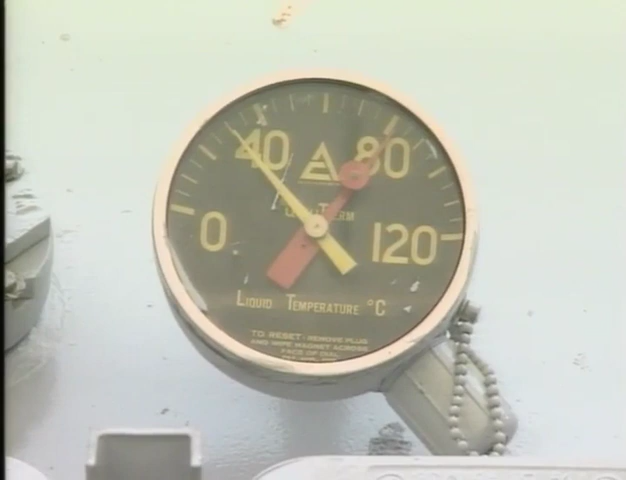 40 80
0 120
LIQUID TEMPERATURE °C
TO RESET: REMOVE PLUG
AND WIPE MAGNET ACROSS
FACE OF DIAL